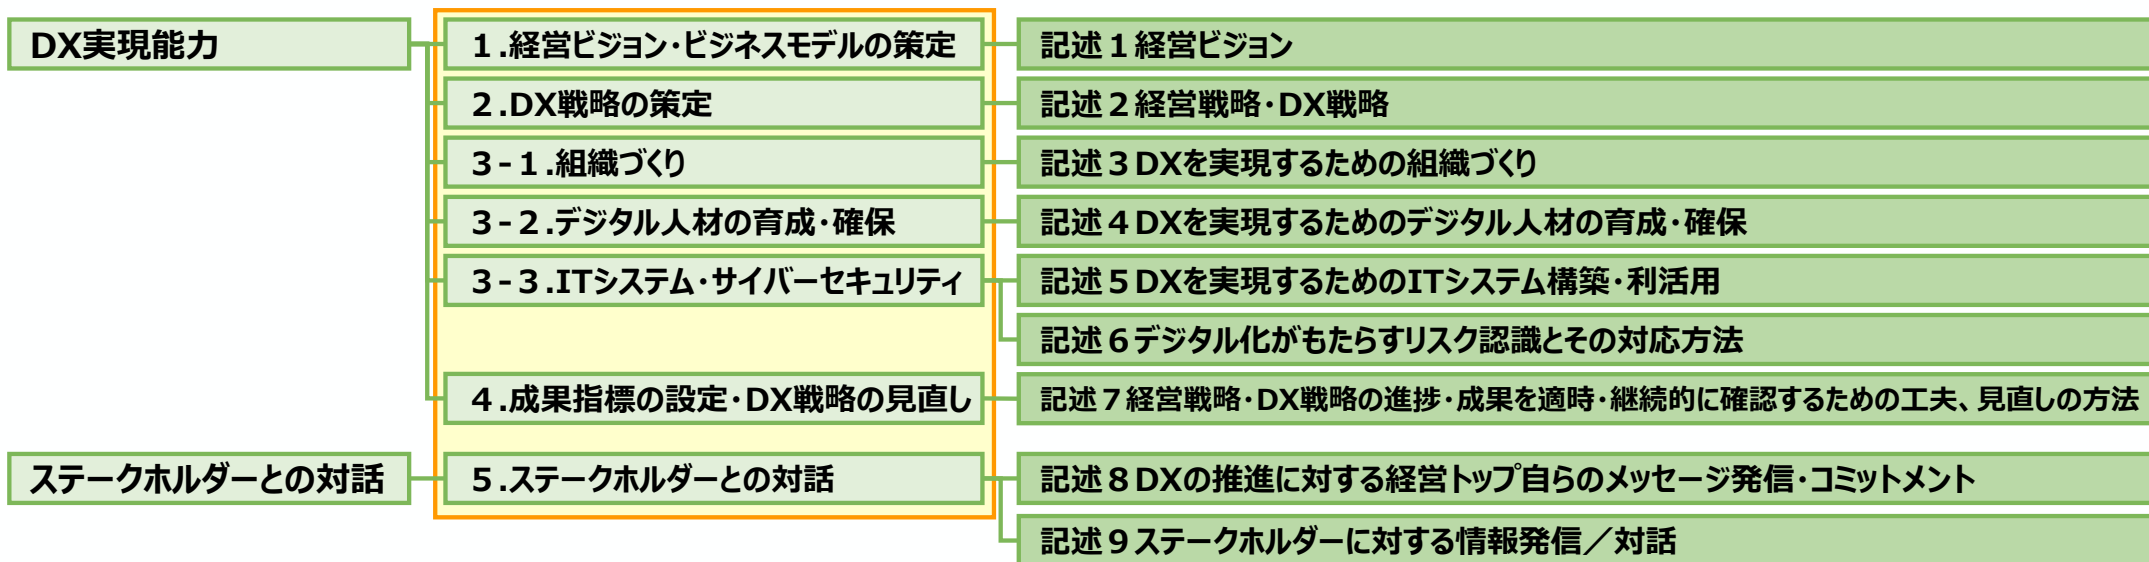 DX実現能力
１.経営ビジョン･ビジネスモデルの策定
記述１経営ビジョン
２.DX戦略の策定
記述２経営戦略･DX戦略
３-１.組織づくり
記述３DXを実現するための組織づくり
３-２.デジタル人材の育成･確保
記述４DXを実現するためのデジタル人材の育成･確保
３-３.ITシステム･サイバーセキュリティ
記述５DXを実現するためのITシステム構築･利活用
記述６デジタル化がもたらすリスク認識とその対応方法
４.成果指標の設定･DX戦略の見直し
記述７経営戦略･DX戦略の進捗･成果を適時･継続的に確認するための工夫、見直しの方法
ステークホルダーとの対話
５.ステークホルダーとの対話
記述８DXの推進に対する経営トップ自らのメッセージ発信･コミットメント
記述９ステークホルダーに対する情報発信／対話